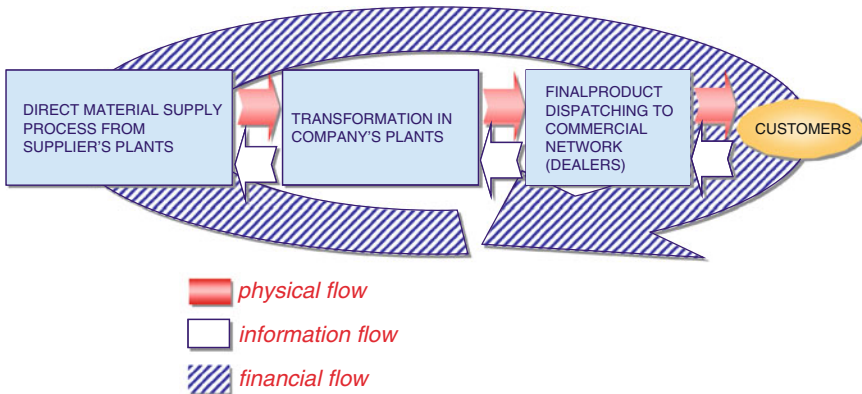 DIRECT MATERIAL SUPPLY
PROCESS FROM
SUPPLIER'S PLANTS
TRANSFORMATION IN
COMPANY'S PLANTS
FINALPRODUCT
DISPATCHING TO
COMMERCIAL
NETWORK
(DEALERS)
CUSTOMERS
physical flow
information flow
financial flow